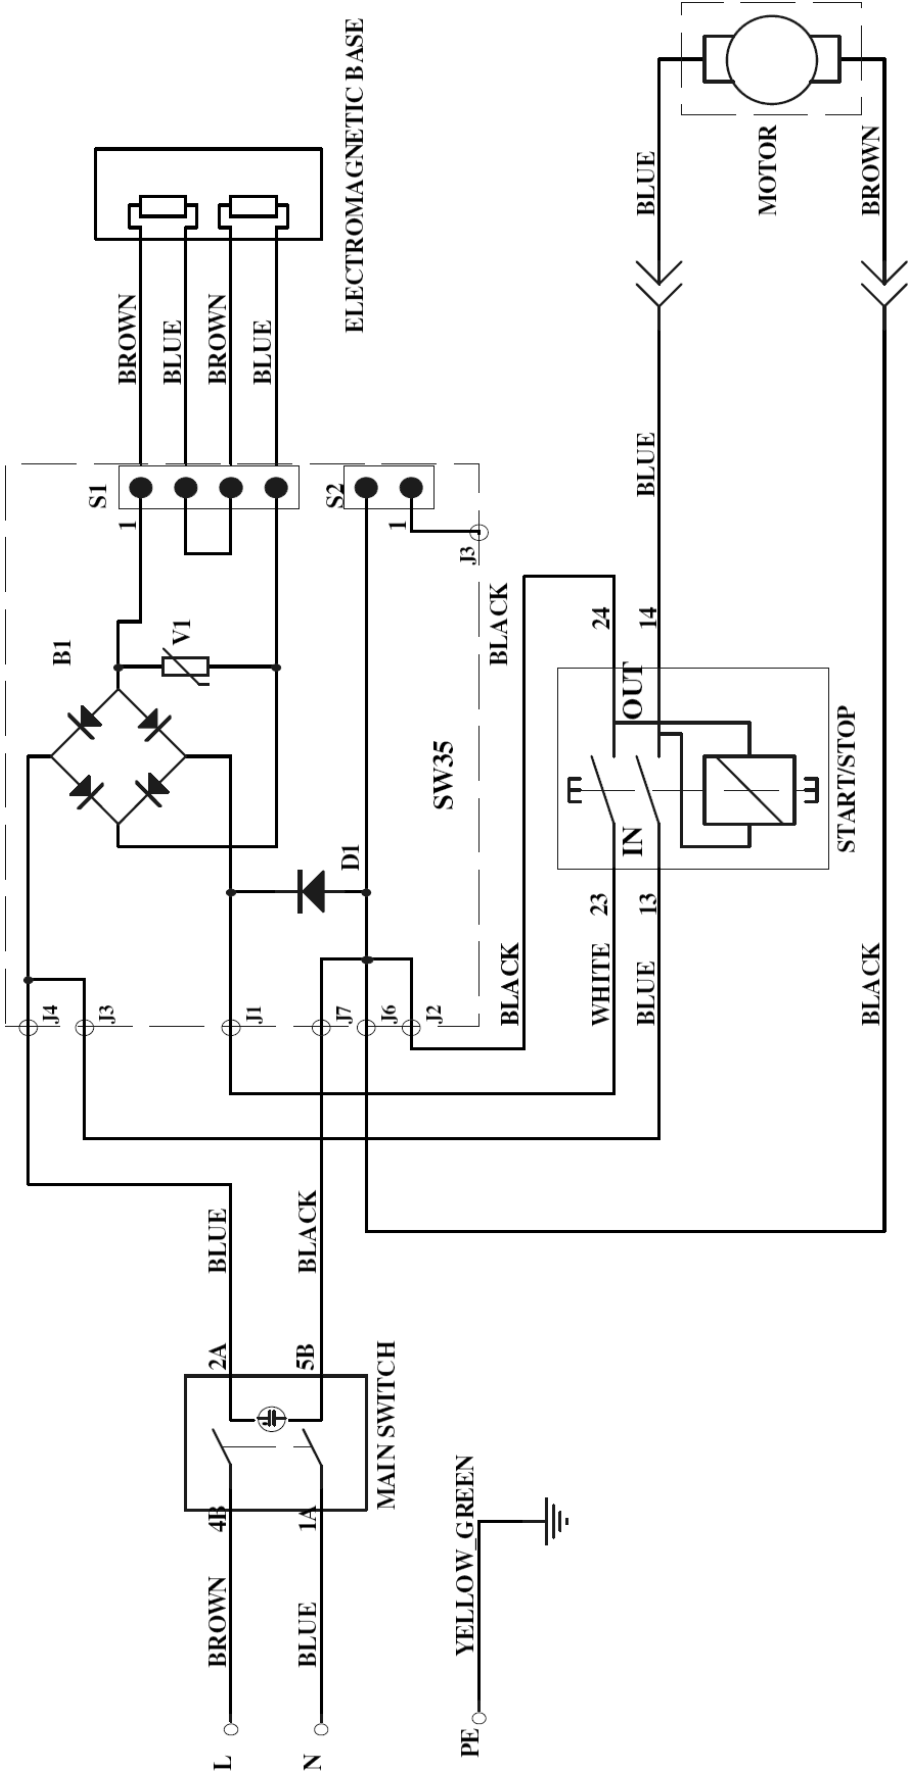 ELECTROMAGNETIC BASE
BROWN
BLUE
BROWN
BLUE
S1
1
S2
1
J3
B1
V1
D1
SW35
J4
J3
J1
J7
J6
J2
MOTOR
BLUE
BROWN
BLUE
BLACK
24
14
OUT
IN
START/STOP
23
13
BLACK
WHITE
BLUE
BLACK
BLUE
BLACK
2A
5B
MAIN SWITCH
4B
1A
BROWN
BLUE
YELLOW_GREEN
L
N
PE